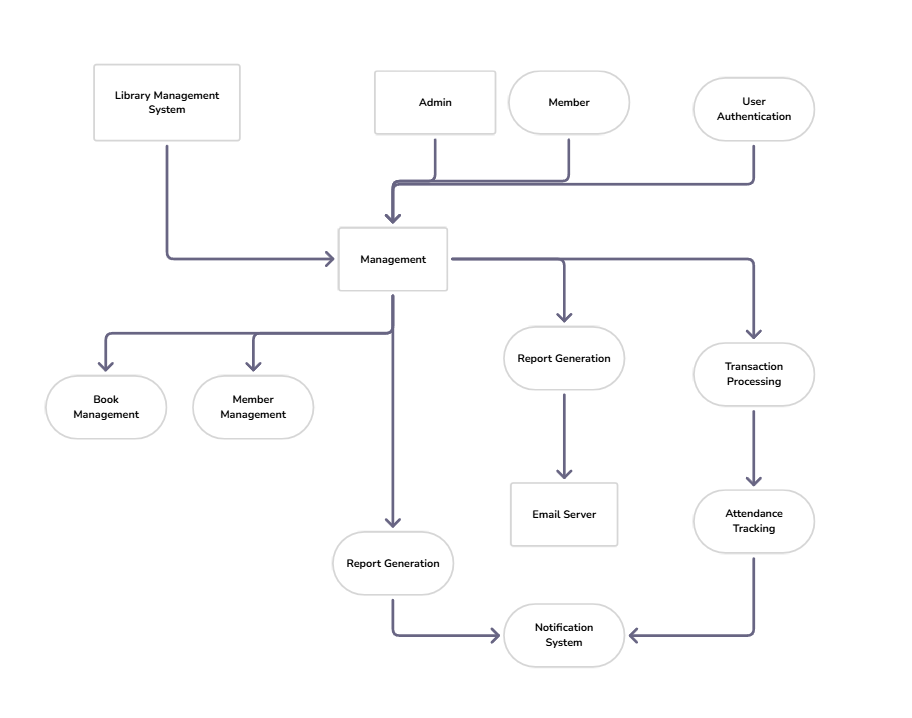 Library Management
System
Admin
Member
User
Authentication
Management
Report Generation
Transaction
Processing
Book
Management
Member
Management
Email Server
Attendance
Tracking
Report Generation
Notification
System